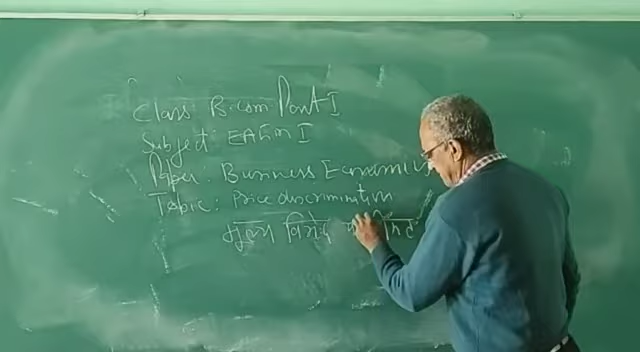 Class: B.com Part I
Subject: EAFM I
Paper: Business Economics
Topic: Price discrimination
मूल्य विभेद